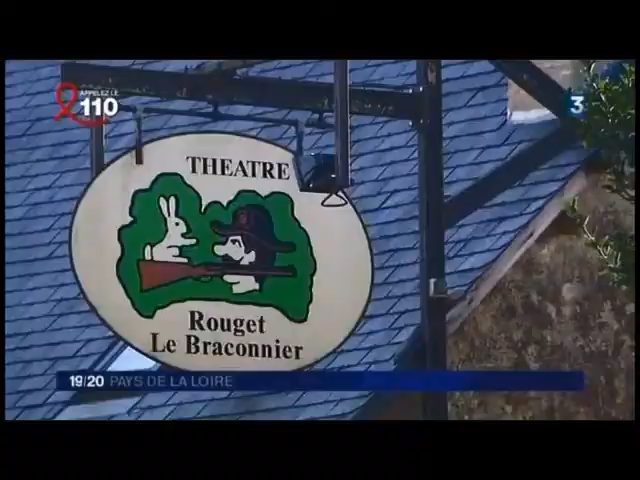 APPELEZ LE
110
3
THEATRE
Rouget
Le Braconnier
19/20 PAYS DE LA LOIRE